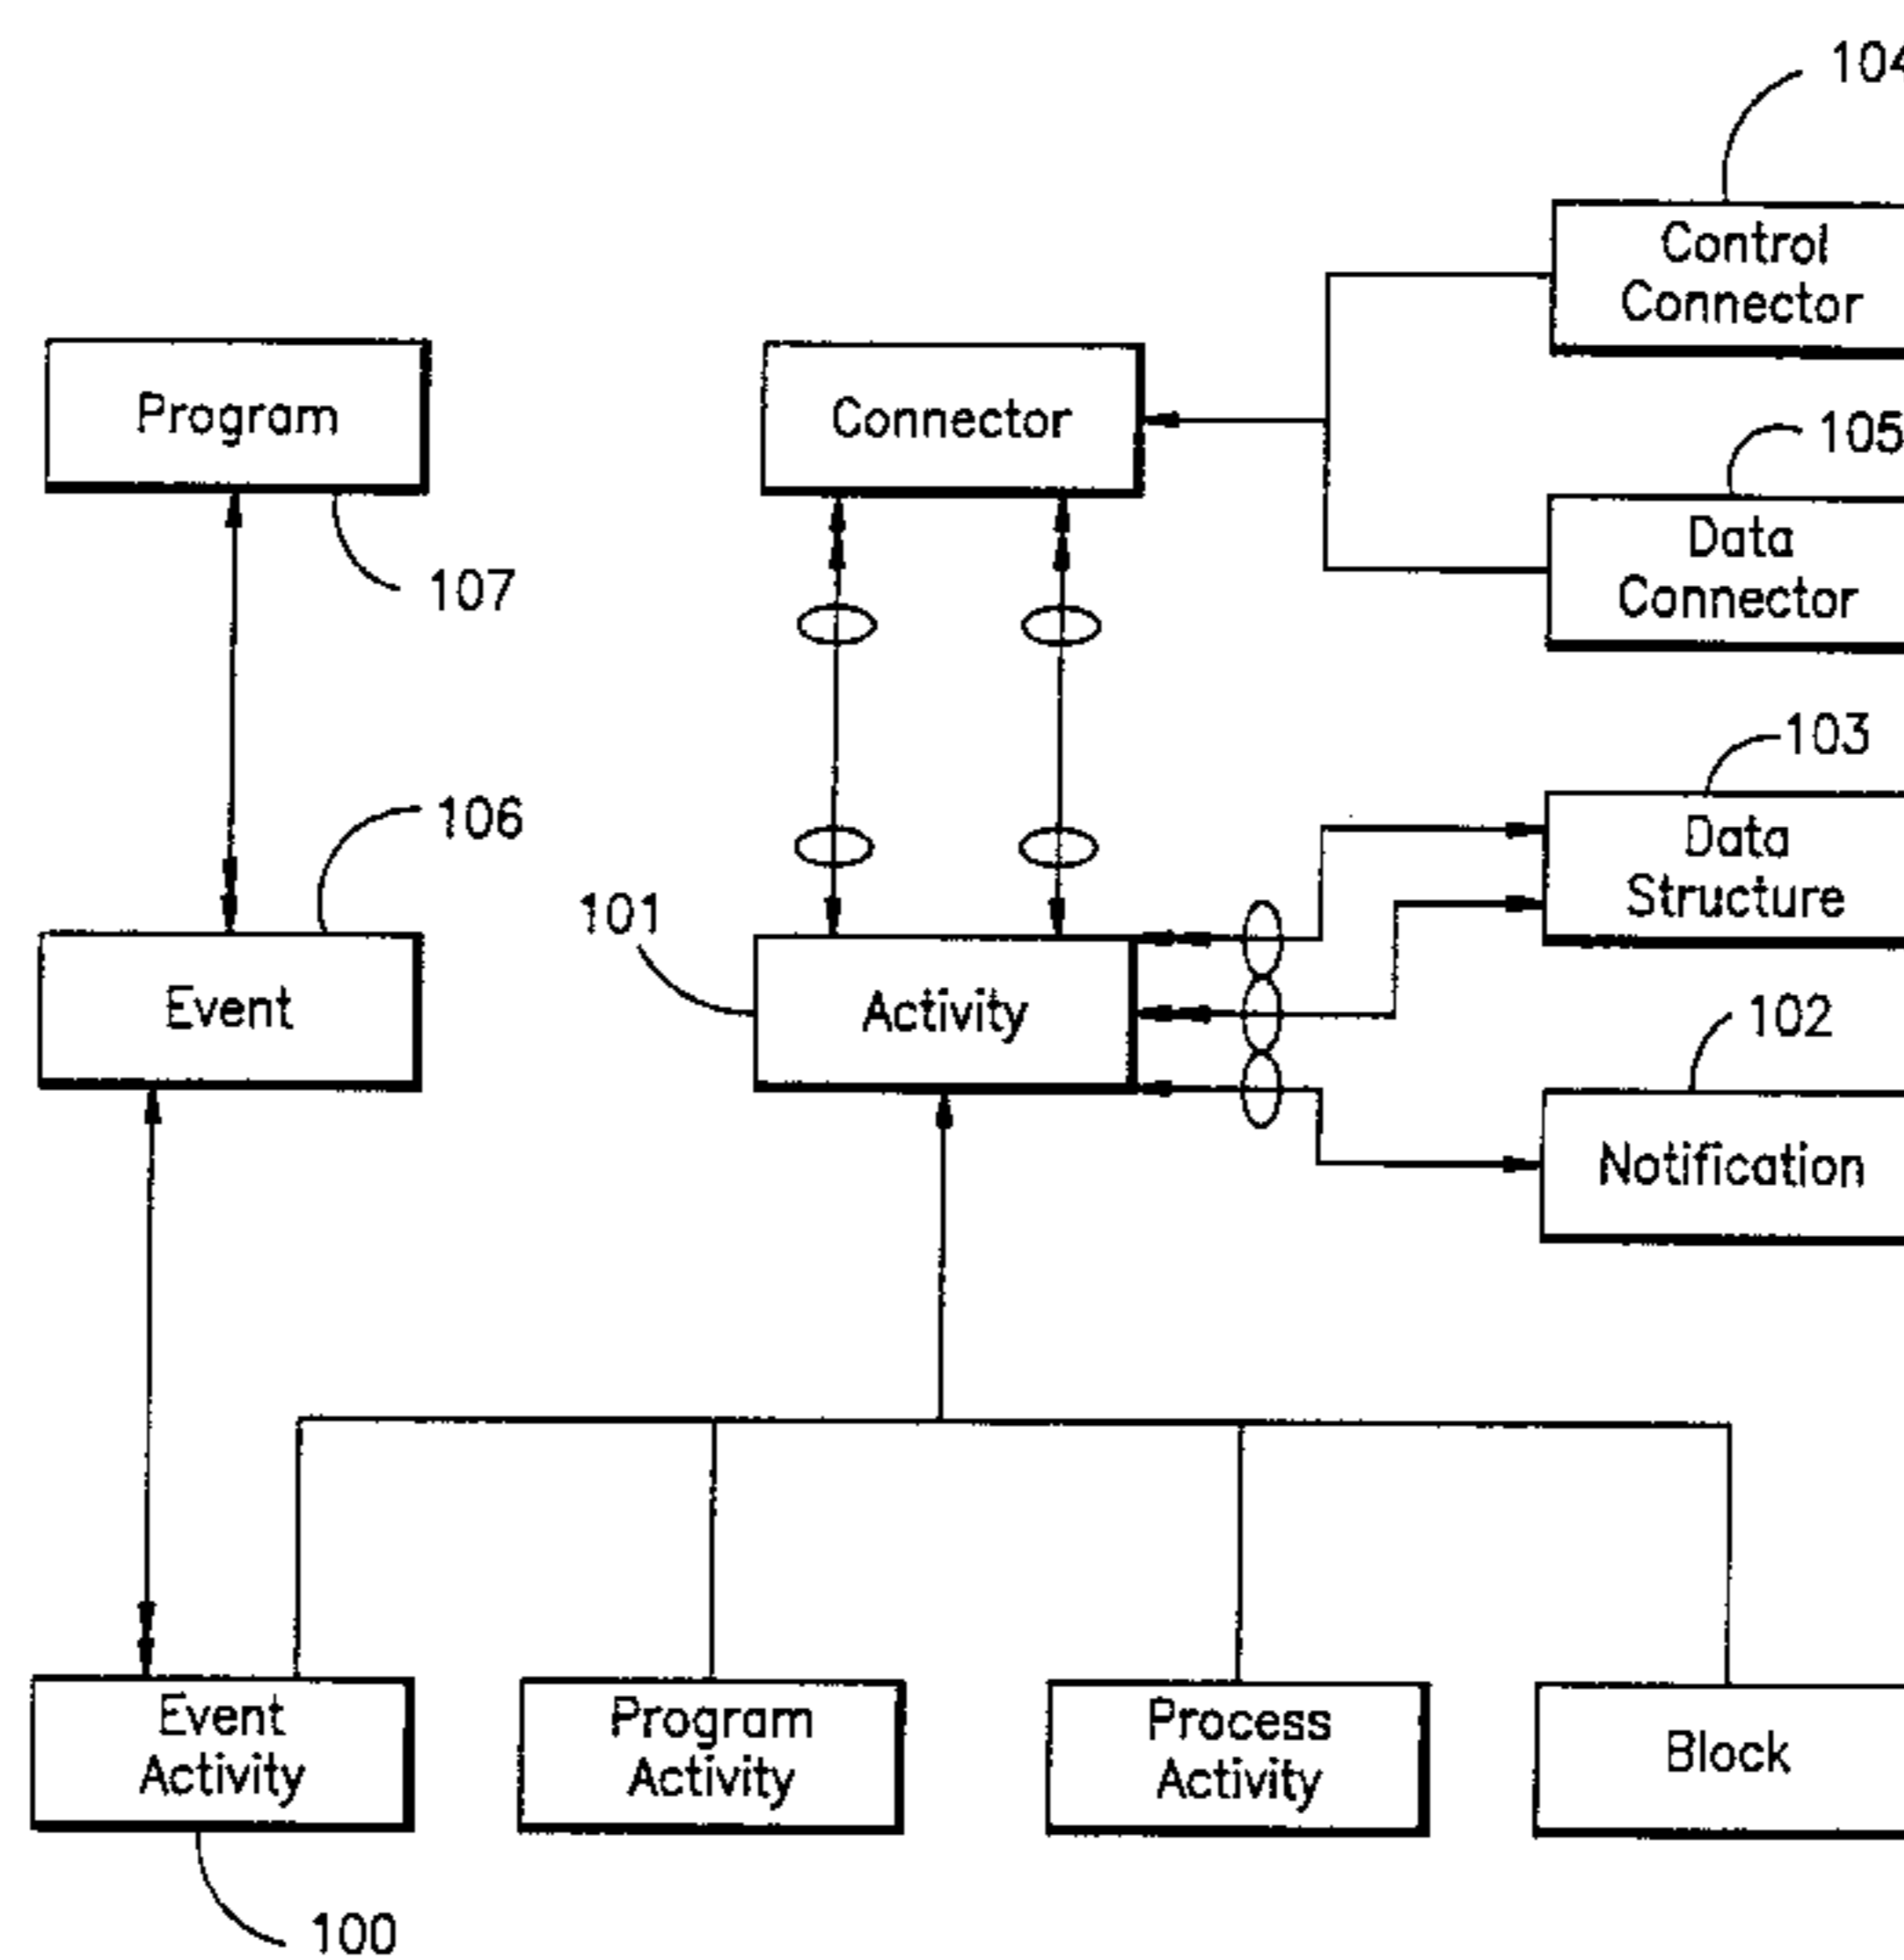 104
Control
Connector
Program
Connector
105
Data
Connector
107
103
Data
Structure
106
101
Event
Activity
102
Notification
Event
Activity
Program
Activity
Process
Activity
Block
100